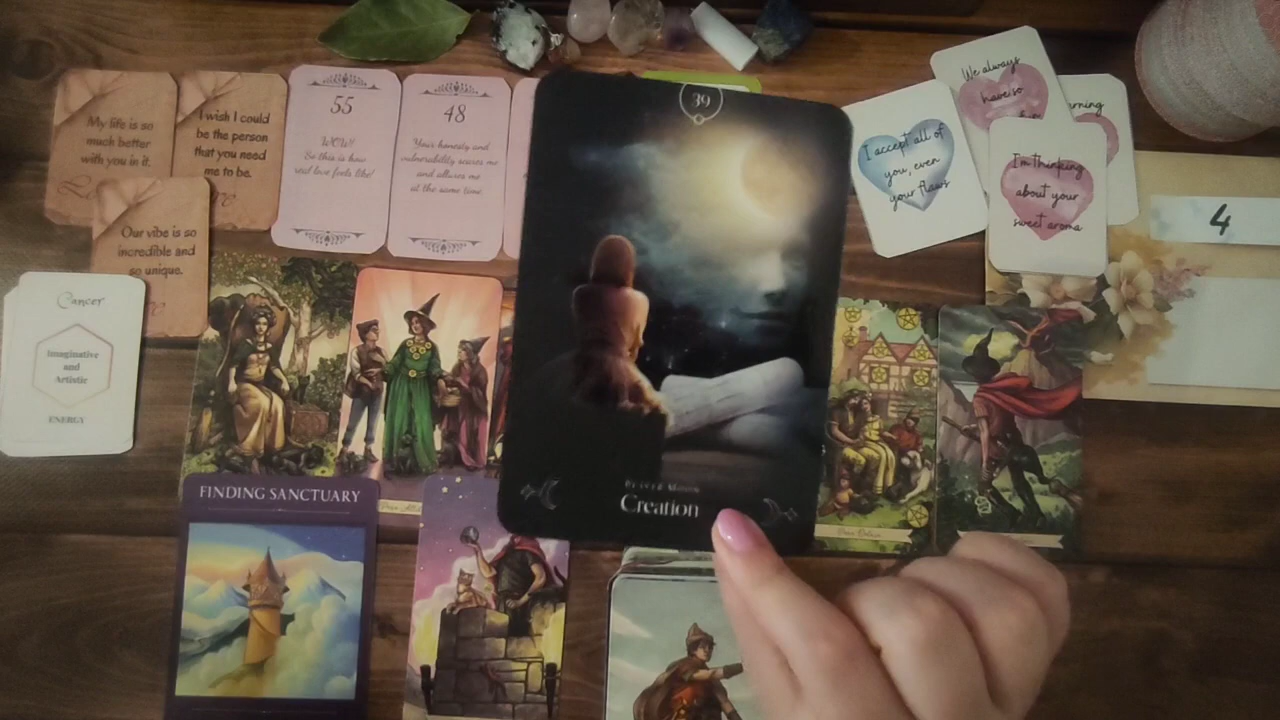 My life is so
much better
with you in it.
I wish I could
be the person
that you need
me to be.
55
WOW!
So this is how
real love feels like!
48
Your honesty and
vulnerability scares me
and allures me
at the same time.
Our vibe is so
incredible and
so unique.
39
Creation
I accept all of
you, even
your flaws
We always
have so
I'm thinking
about your
sweet aroma
4
Cancer
Imaginative
and
Artistic
ENERGY
FINDING SANCTUARY